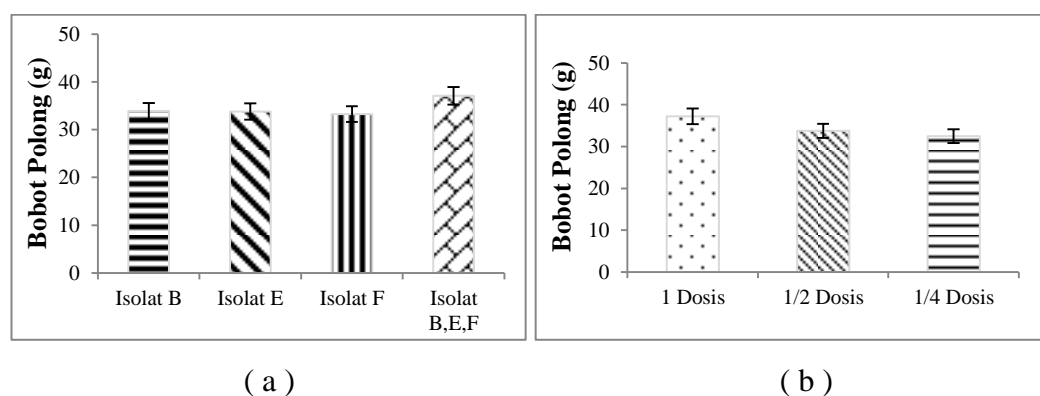 Bobot Polong (g)
50
40
30
20
10
0
Isolat B
Isolat E
Isolat F
Isolat
B,E,F
( a )
Bobot Polong (g)
50
40
30
20
10
0
1 Dosis
1/2 Dosis
1/4 Dosis
( b )